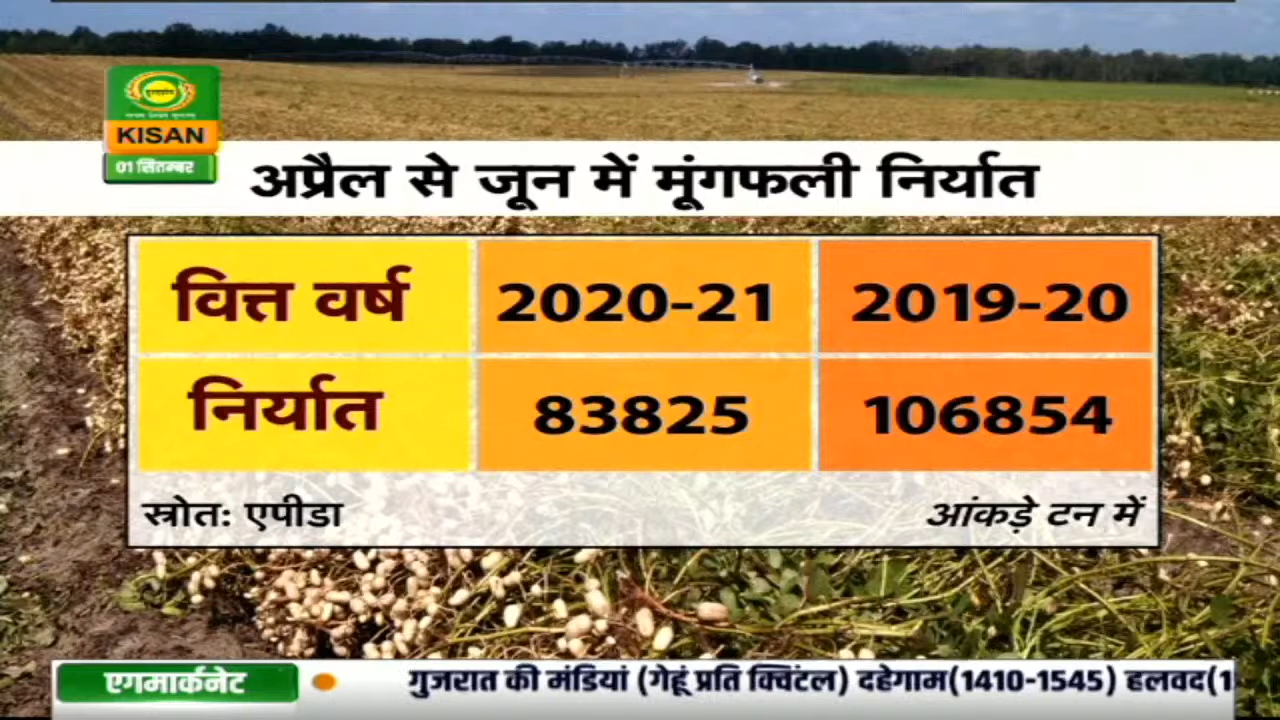 KISAN
01 सितम्बर
अप्रैल से जून में मूंगफली निर्यात
वित्त वर्ष 2020-21 2019-20
निर्यात 83825 106854
स्रोतः एपीडा आंकड़े टन में
एगमार्कनेट गुजरात की मंडियां (गेहूं प्रति क्विंटल) दहेगाम(1410-1545) हलवद(1